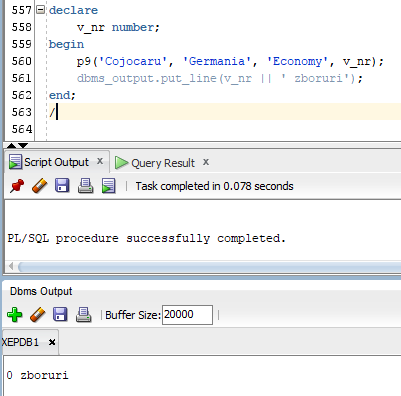 557 declare
558 v_nr number;
559 begin
560 p9('Cojocaru', 'Germania', 'Economy', v_nr);
561 dbms_output.put_line(v_nr || ' zboruri');
562 end;
563 /
564
Script Output x Query Result x
Task completed in 0.078 seconds
PL/SQL procedure successfully completed.
Dbms Output
Buffer Size: 20000
XEPDB1 x
0 zboruri